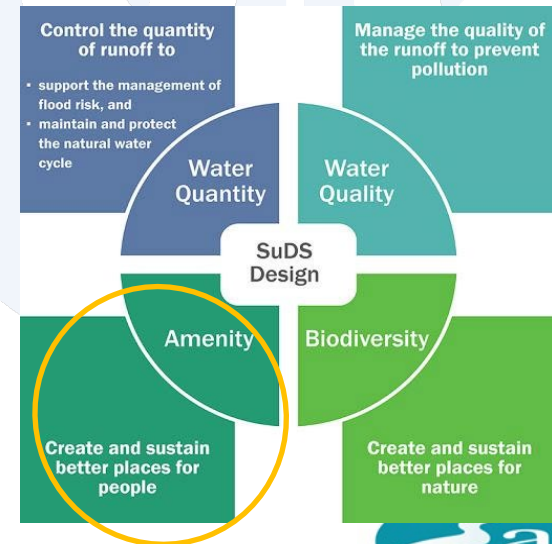 Control the quantity
of runoff to
▪ support the management of
flood risk, and
▪ maintain and protect
the natural water
cycle
Manage the quality of
the runoff to prevent
pollution
Water
Quantity
Water
Quality
SuDS
Design
Amenity
Biodiversity
Create and sustain
better places for
people
Create and sustain
better places for
nature